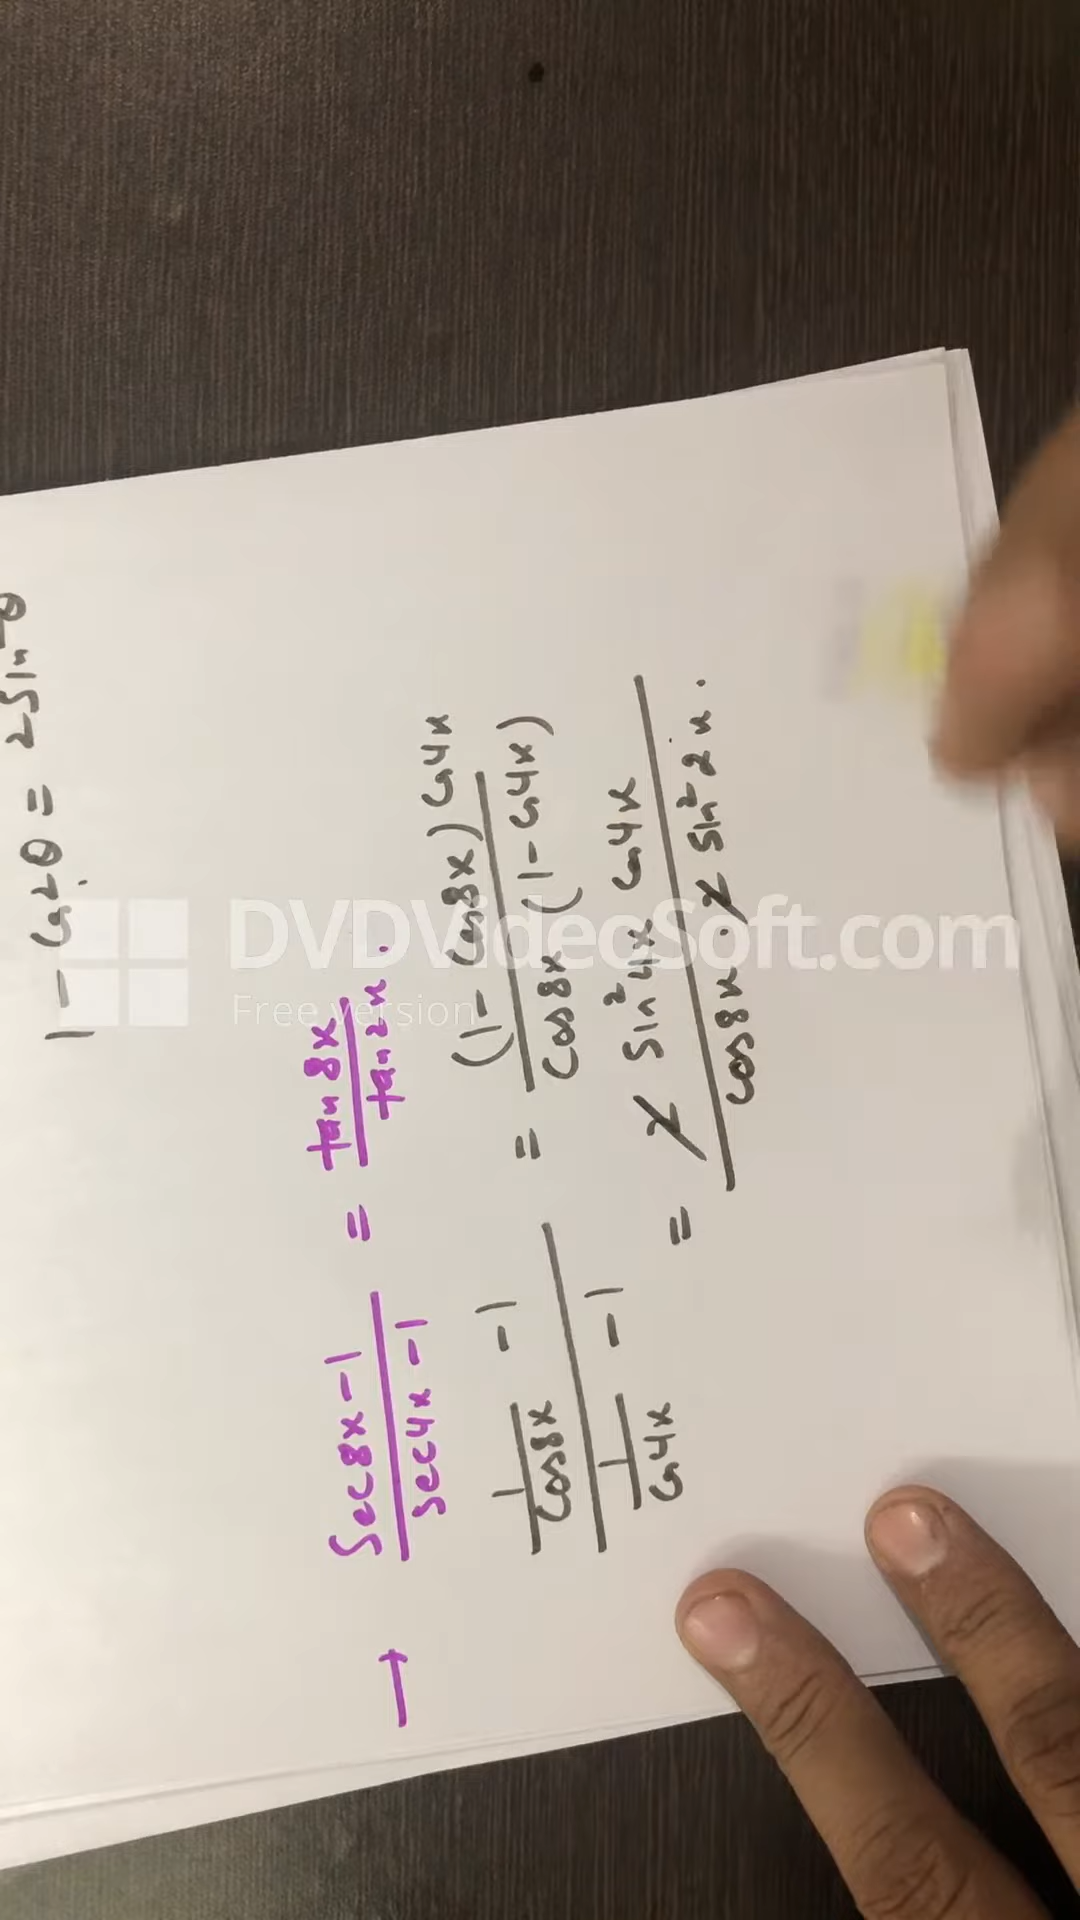 1 - cos2θ = 2sin²θ
→ sec8x-1 / sec4x-1 = tan8x / tan2x.
1/cos8x -1 / 1/cos4x -1 = (1-cos8x) cos4x / cos8x (1-cos4x)
= 2 sin²4x cos4x / cos8x 2 sin²2x.
DVDVideoSoft.com
Free version